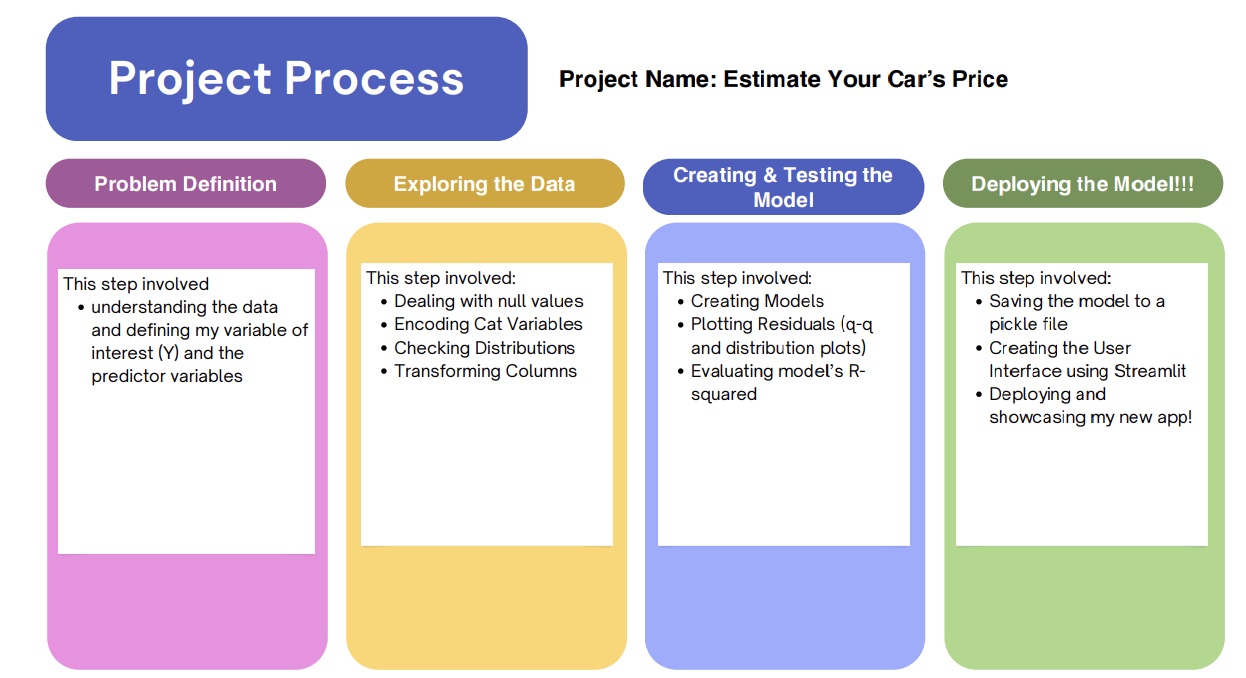 Project Process
Project Name: Estimate Your Car's Price
Problem Definition
This step involved
• understanding the data
and defining my variable of
interest (Y) and the
predictor variables
Exploring the Data
This step involved:
• Dealing with null values
• Encoding Cat Variables
• Checking Distributions
• Transforming Columns
Creating & Testing the
Model
This step involved:
• Creating Models
• Plotting Residuals (q-q
and distribution plots)
• Evaluating model's R-
squared
Deploying the Model!!!
This step involved:
• Saving the model to a
pickle file
• Creating the User
Interface using Streamlit
• Deploying and
showcasing my new app!